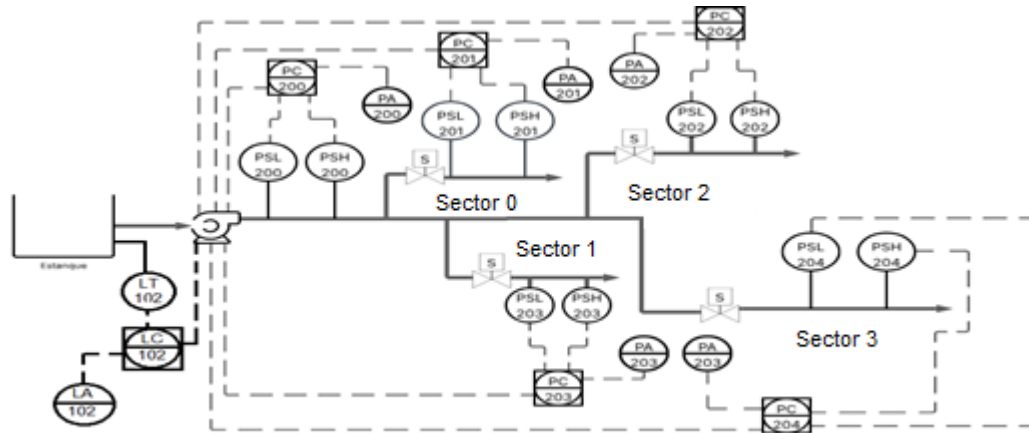 PC
202
PC
201
PC
200
PA
202
PA
201
PA
200
PSL
201
PSH
201
PSL
202
PSH
202
PSL
200
PSH
200
S
S
Sector 0
Sector 2
Estanque
Sector 1
S
PSL
204
PSH
204
LT
102
PSL
203
PSH
203
S
Sector 3
LC
102
PA
203
PA
203
PC
203
LA
102
PC
204